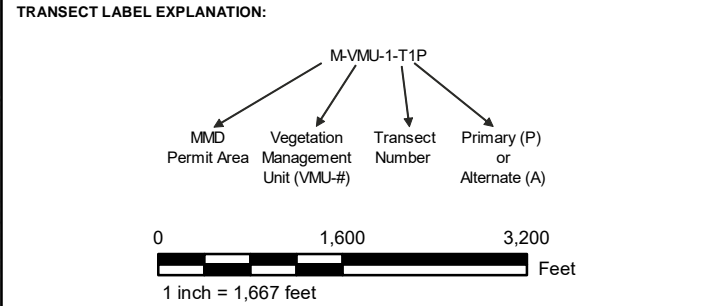 TRANSECT LABEL EXPLANATION:
M-VMU-1-T1P
MMD
Permit Area
Vegetation
Management
Unit (VMU-#)
Transect
Number
Primary (P)
or
Alternate (A)
0 1,600 3,200
Feet
1 inch = 1,667 feet